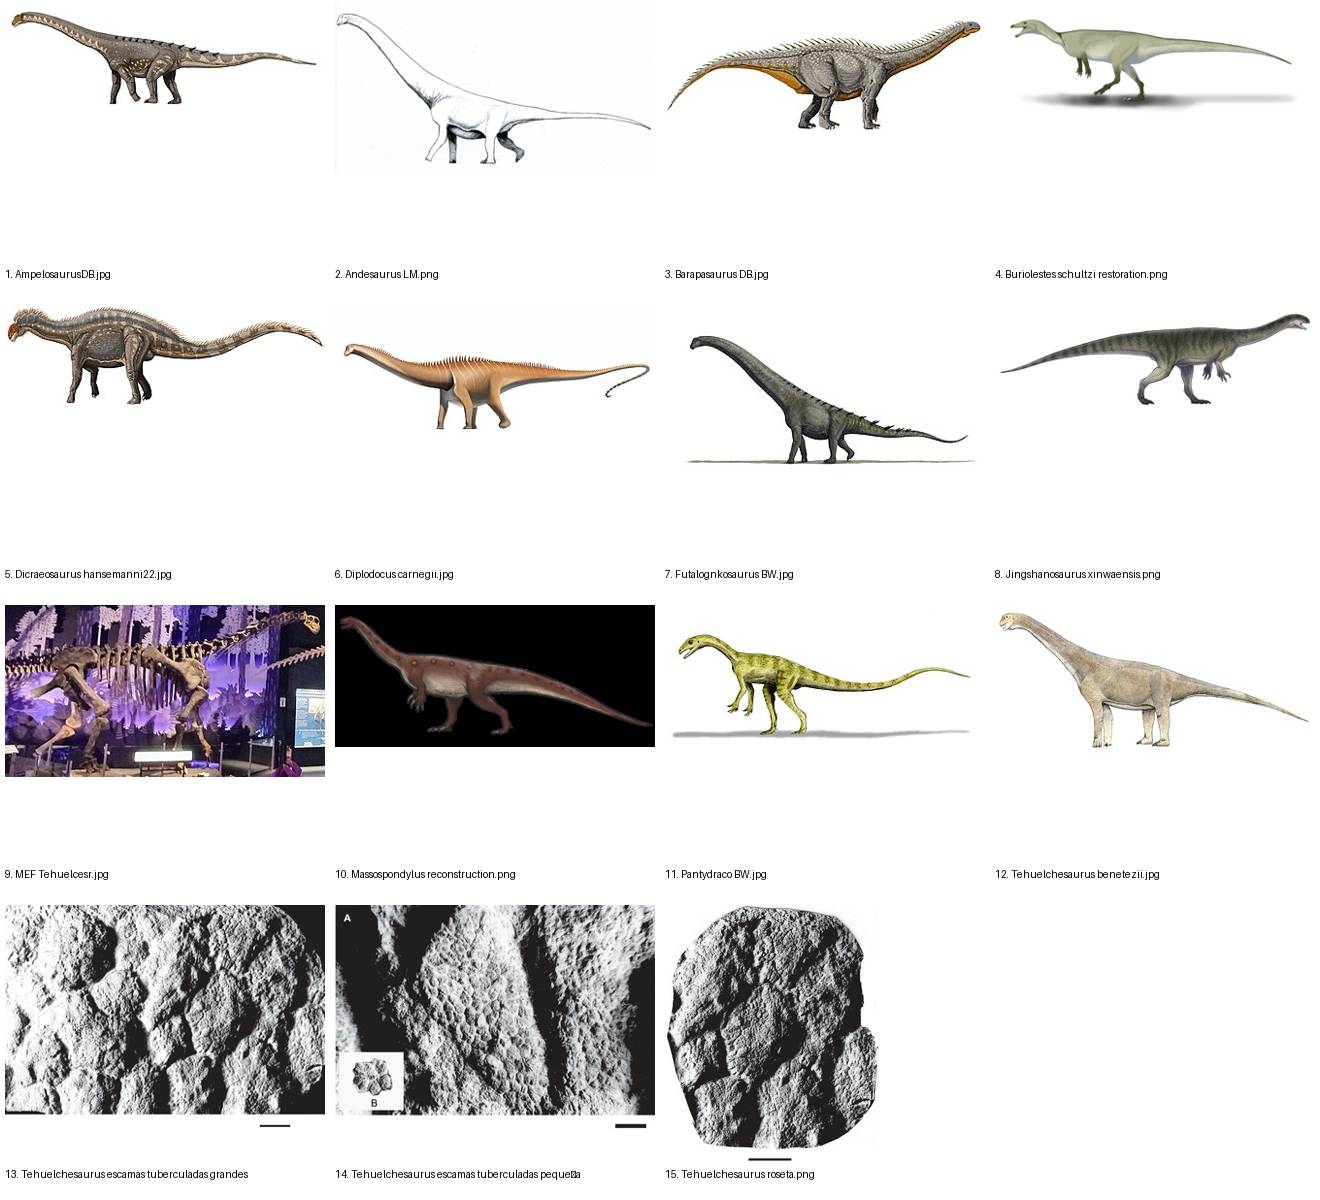 1. AmpelosaurusDB.jpg
2. Andesaurus LM.png
3. Barapasaurus DB.jpg
4. Buriolestes schultzi restoration.png
5. Dicraeosaurus hansemanni22.jpg
6. Diplodocus carnegii.jpg
7. Futalognkosaurus BW.jpg
8. Jingshanosaurus xinwaensis.png
9. MEF Tehuelcesr.jpg
10. Massospondylus reconstruction.png
11. Pantydraco BW.jpg
12. Tehuelchesaurus benetezii.jpg
A
B
13. Tehuelchesaurus escamas tuberculadas grandes
14. Tehuelchesaurus escamas tuberculadas peque▯a
15. Tehuelchesaurus roseta.png